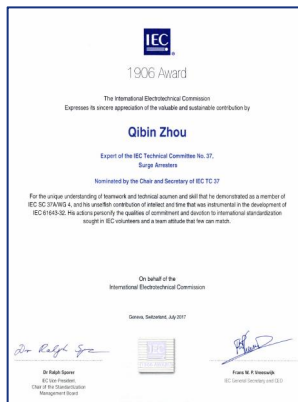 IEC
1906 Award
The International Electrotechnical Commission
Expresses its sincere appreciation of the valuable and sustainable contribution by
Qibin Zhou
Expert of the IEC Technical Committee No. 37,
Surge Arresters
Nominated by the Chair and Secretary of IEC TC 37
For the unique understanding of teamwork and technical acumen and skill that he demonstrated as a member of
IEC SC 37A/WG 4, and his unselfish contribution of intellect and time that was instrumental in the development of
IEC 61643-32. His actions personify the qualities of commitment and devotion to international standardization
sought in IEC volunteers and a team attitude that few can match.
On behalf of the
International Electrotechnical Commission
Geneva, Switzerland, July 2017
Dr Ralph Sporer
IEC Vice-President
Chair of the Standardization
Management Board
Frans W. P. Vreeswijk
IEC General Secretary and CEO